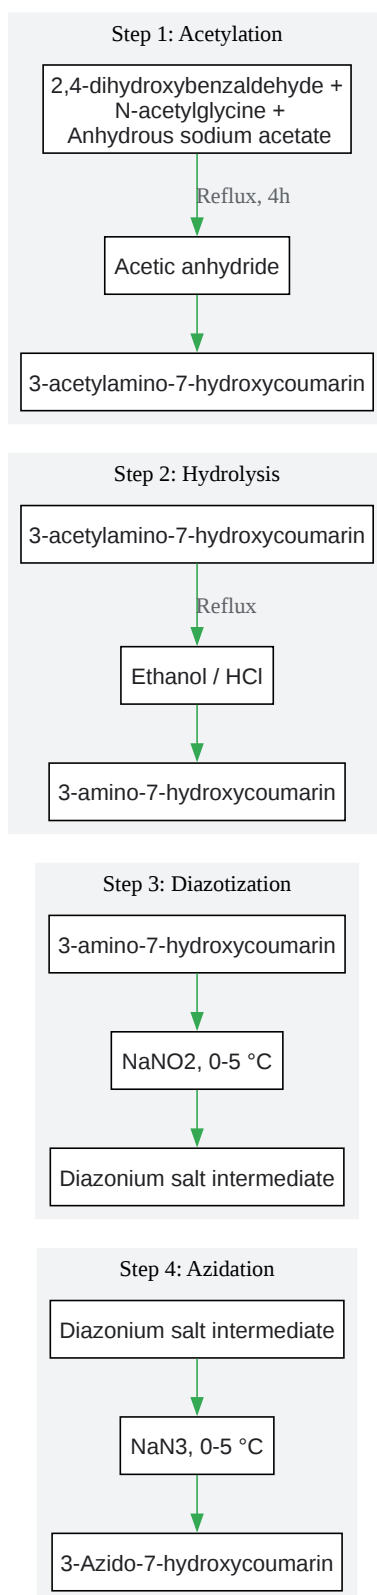 Step 1: Acetylation
2,4-dihydroxybenzaldehyde +
N-acetylglycine +
Anhydrous sodium acetate
Reflux, 4h
Acetic anhydride
3-acetylamino-7-hydroxycoumarin
Step 2: Hydrolysis
3-acetylamino-7-hydroxycoumarin
Reflux
Ethanol / HCl
3-amino-7-hydroxycoumarin
Step 3: Diazotization
3-amino-7-hydroxycoumarin
NaNO2, 0-5 °C
Diazonium salt intermediate
Step 4: Azidation
Diazonium salt intermediate
NaN3, 0-5 °C
3-Azido-7-hydroxycoumarin